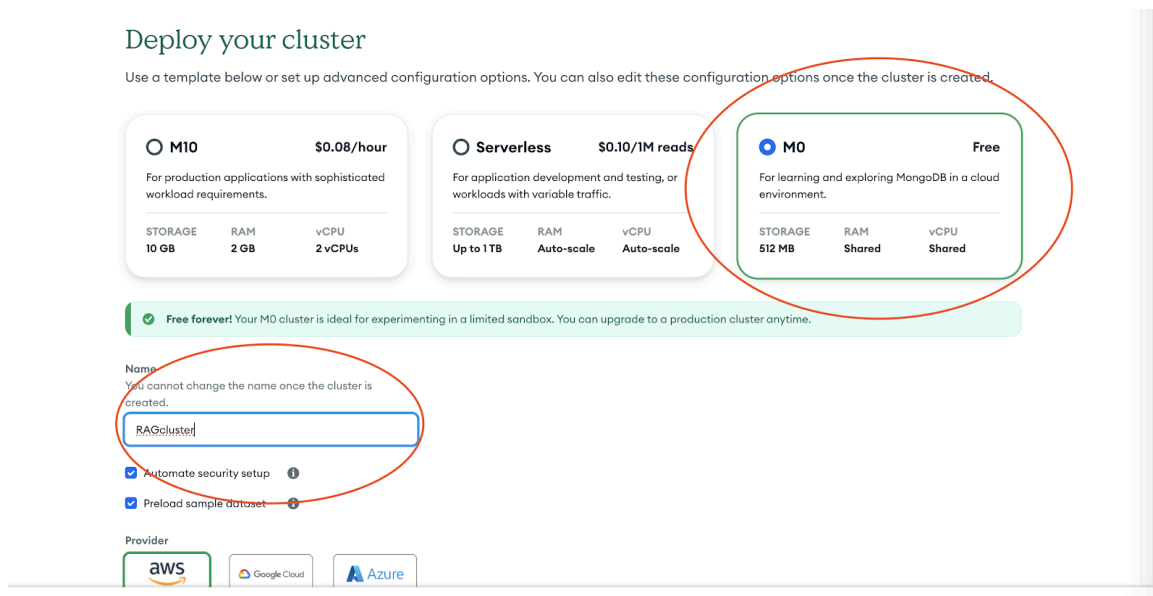 Deploy your cluster
Use a template below or set up advanced configuration options. You can also edit these configuration options once the cluster is created.
M10 $0.08/hour
For production applications with sophisticated
workload requirements.
STORAGE RAM vCPU
10 GB 2 GB 2 vCPUs
Serverless $0.10/1M reads
For application development and testing, or
workloads with variable traffic.
STORAGE RAM vCPU
Up to 1 TB Auto-scale Auto-scale
M0 Free
For learning and exploring MongoDB in a cloud
environment.
STORAGE RAM vCPU
512 MB Shared Shared
Free forever! Your M0 cluster is ideal for experimenting in a limited sandbox. You can upgrade to a production cluster anytime.
Name
You cannot change the name once the cluster is
created.
RAGcluster
Automate security setup
Preload sample dataset
Provider
aws Google Cloud Azure